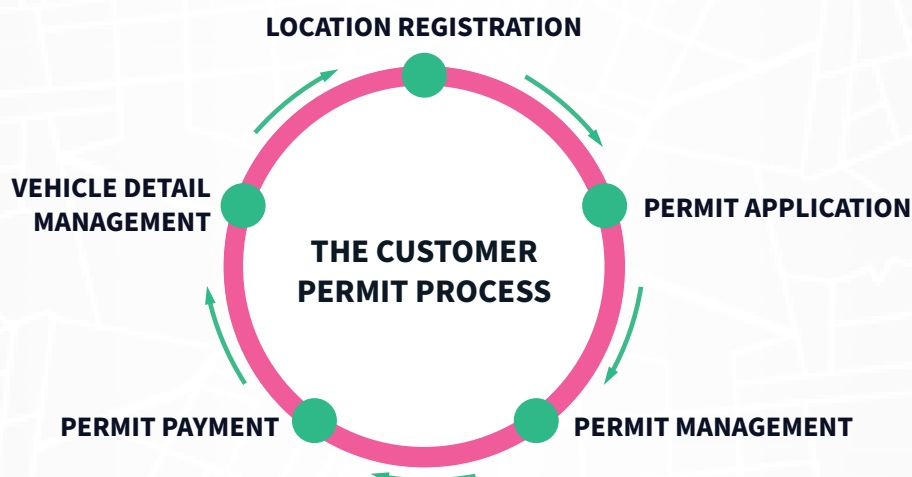 LOCATION REGISTRATION
PERMIT APPLICATION
PERMIT MANAGEMENT
PERMIT PAYMENT
VEHICLE DETAIL
MANAGEMENT
THE CUSTOMER
PERMIT PROCESS